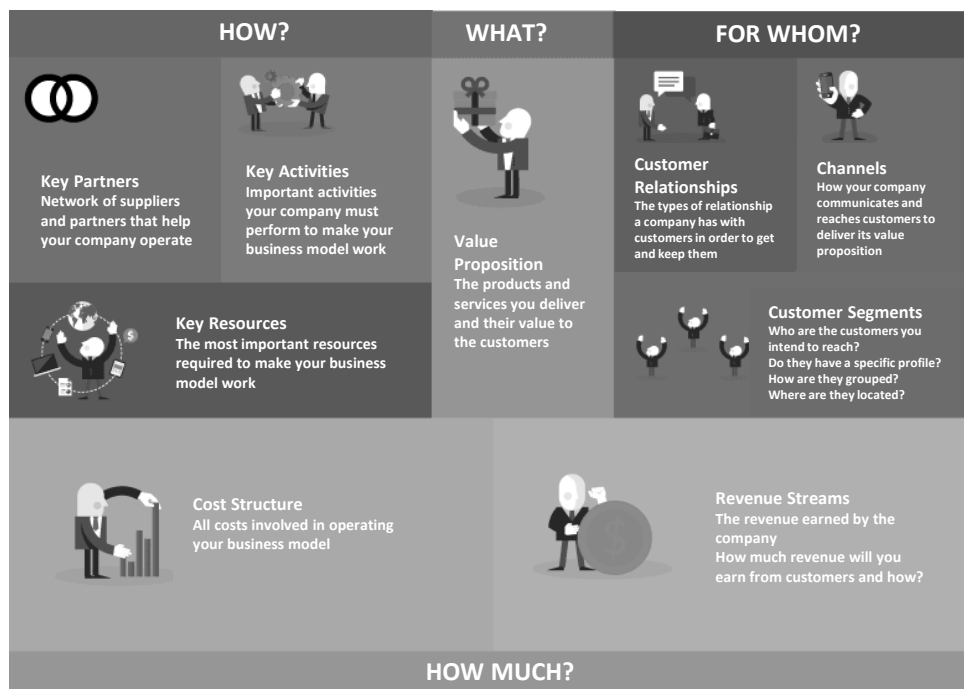 HOW?
WHAT?
FOR WHOM?
Key Partners
Network of suppliers
and partners that help
your company operate
Key Activities
Important activities
your company must
perform to make your
business model work
Value
Proposition
The products and
services you deliver
and their value to
the customers
Customer
Relationships
The types of relationship
a company has with
customers in order to get
and keep them
Channels
How your company
communicates and
reaches customers to
deliver its value
proposition
Key Resources
The most important resources
required to make your business
model work
$
Customer Segments
Who are the customers you
intend to reach?
Do they have a specific profile?
How are they grouped?
Where are they located?
Cost Structure
All costs involved in operating
your business model
Revenue Streams
The revenue earned by the
company
How much revenue will you
earn from customers and how?
$
HOW MUCH?